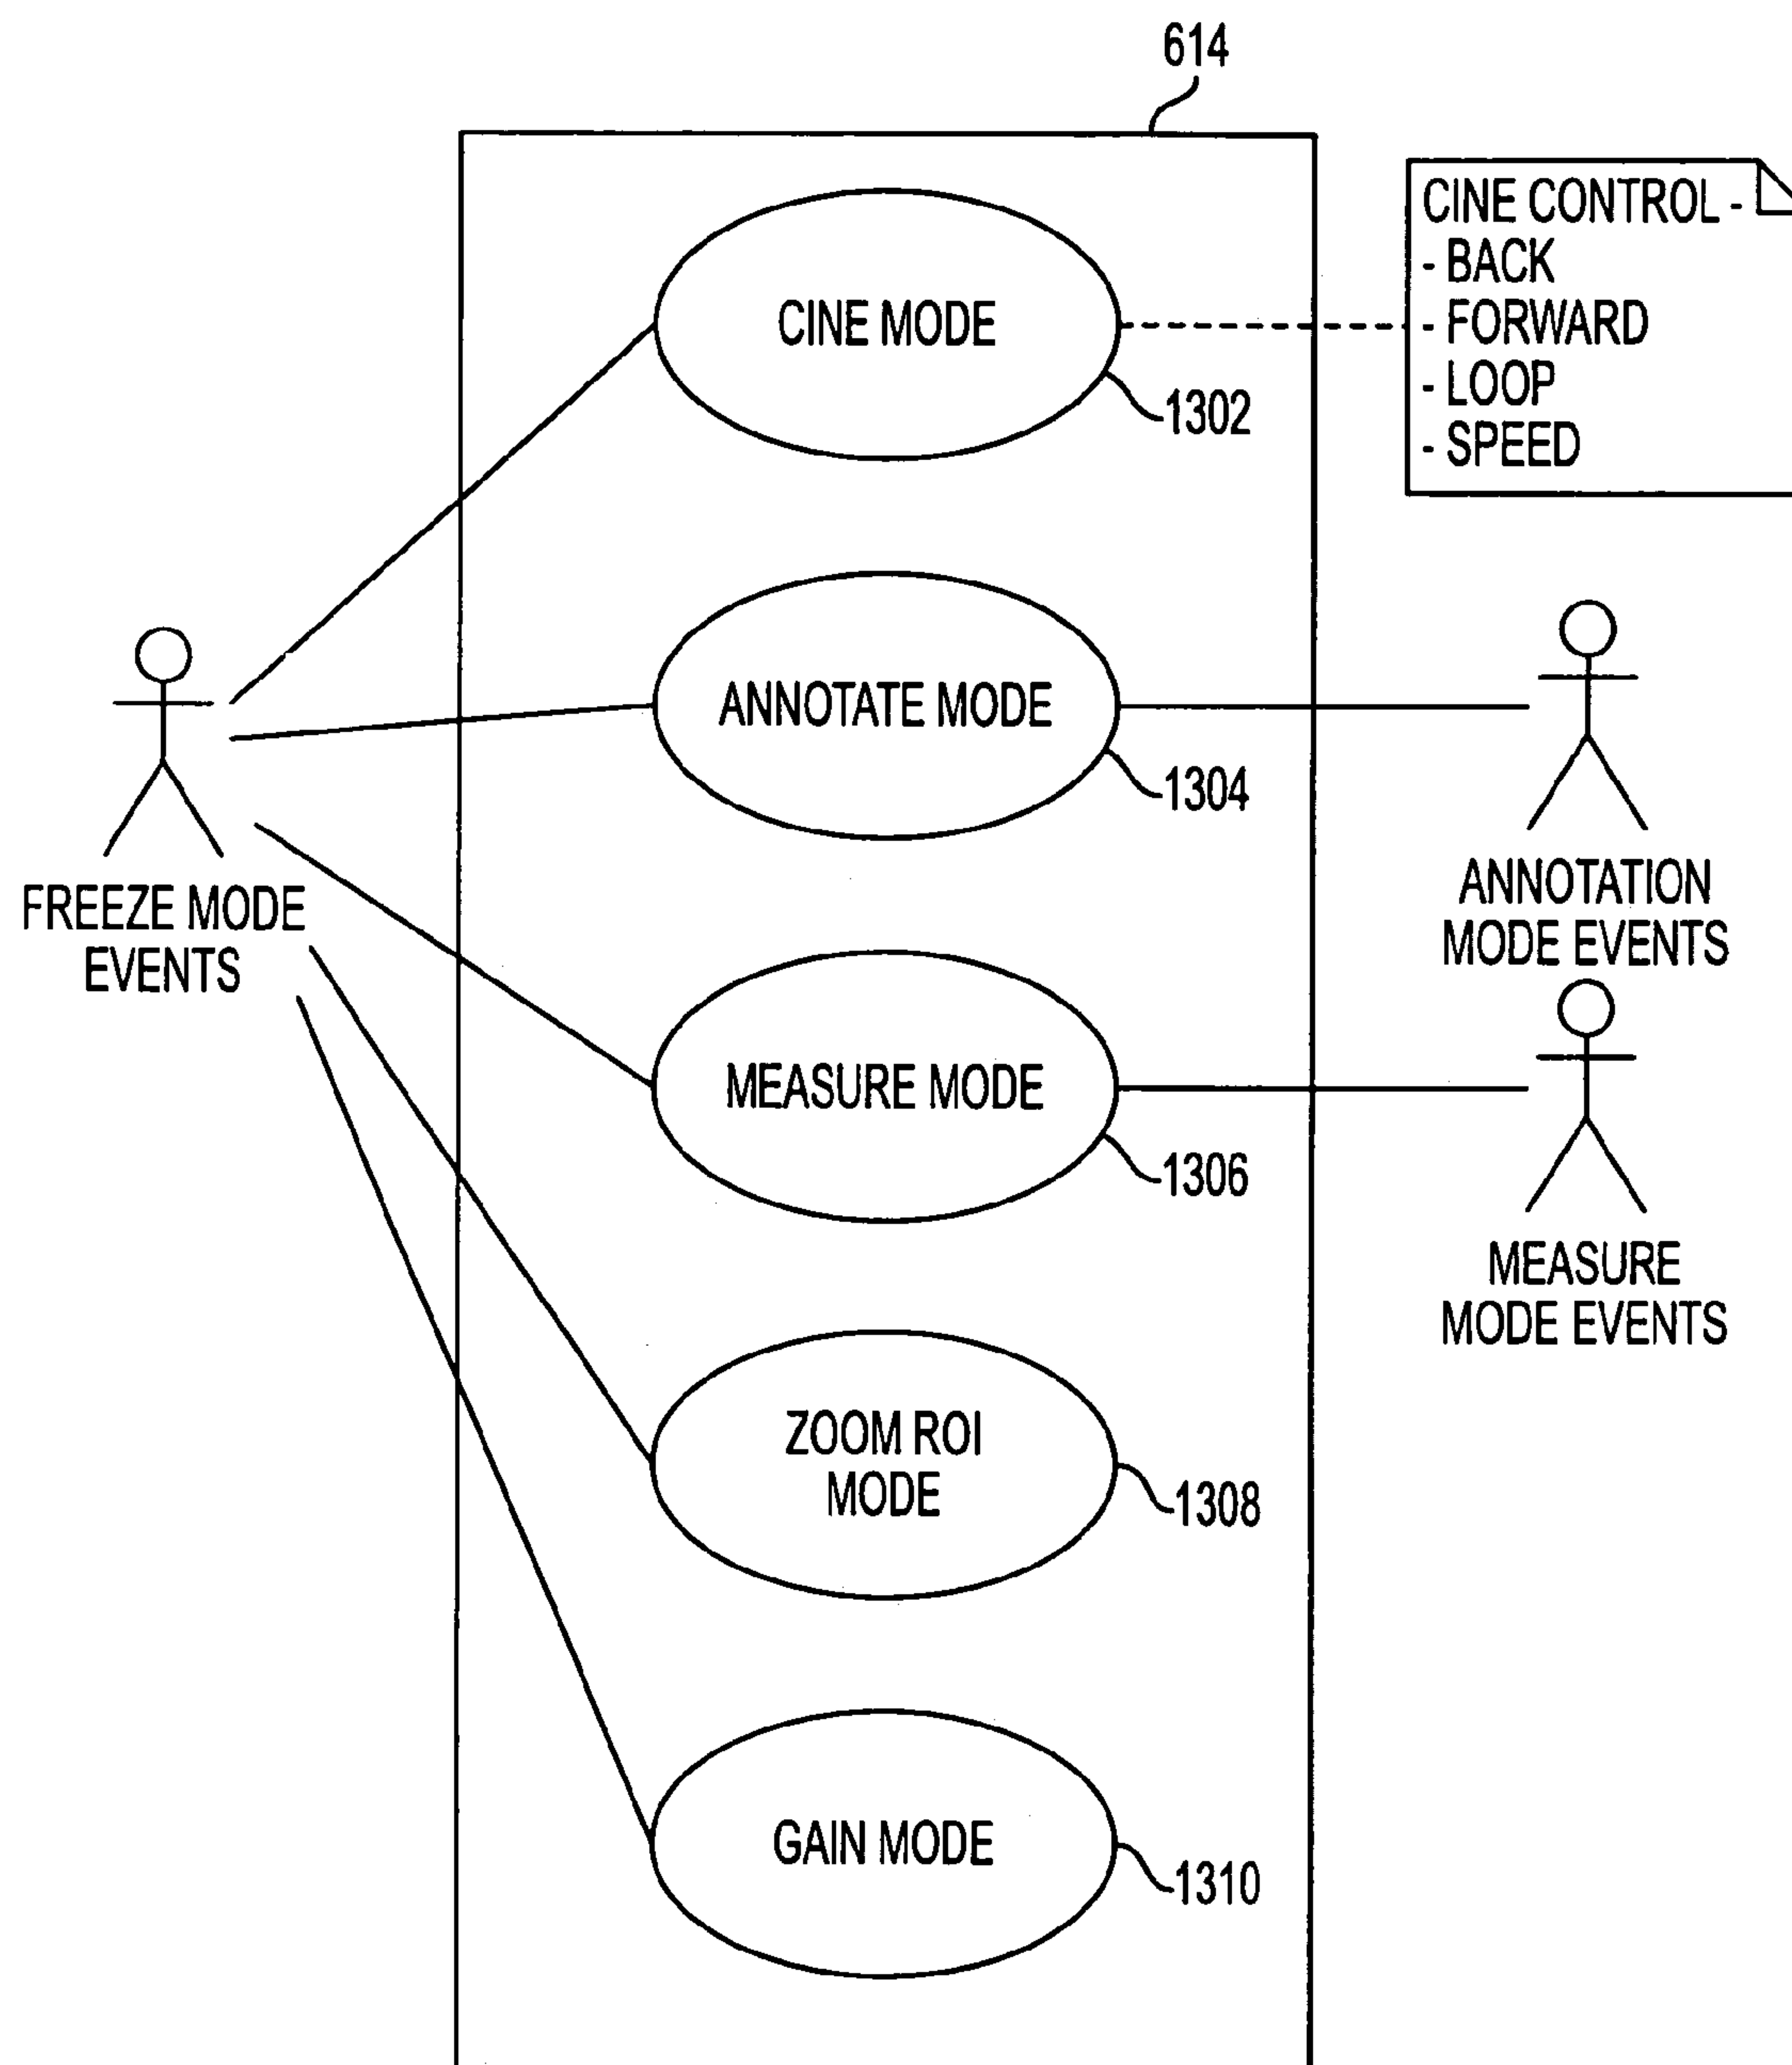 614
CINE CONTROL -
- BACK
- FORWARD
- LOOP
- SPEED
CINE MODE
1302
ANNOTATE MODE
1304
FREEZE MODE
EVENTS
ANNOTATION
MODE EVENTS
MEASURE MODE
1306
MEASURE
MODE EVENTS
ZOOM ROI
MODE
1308
GAIN MODE
1310